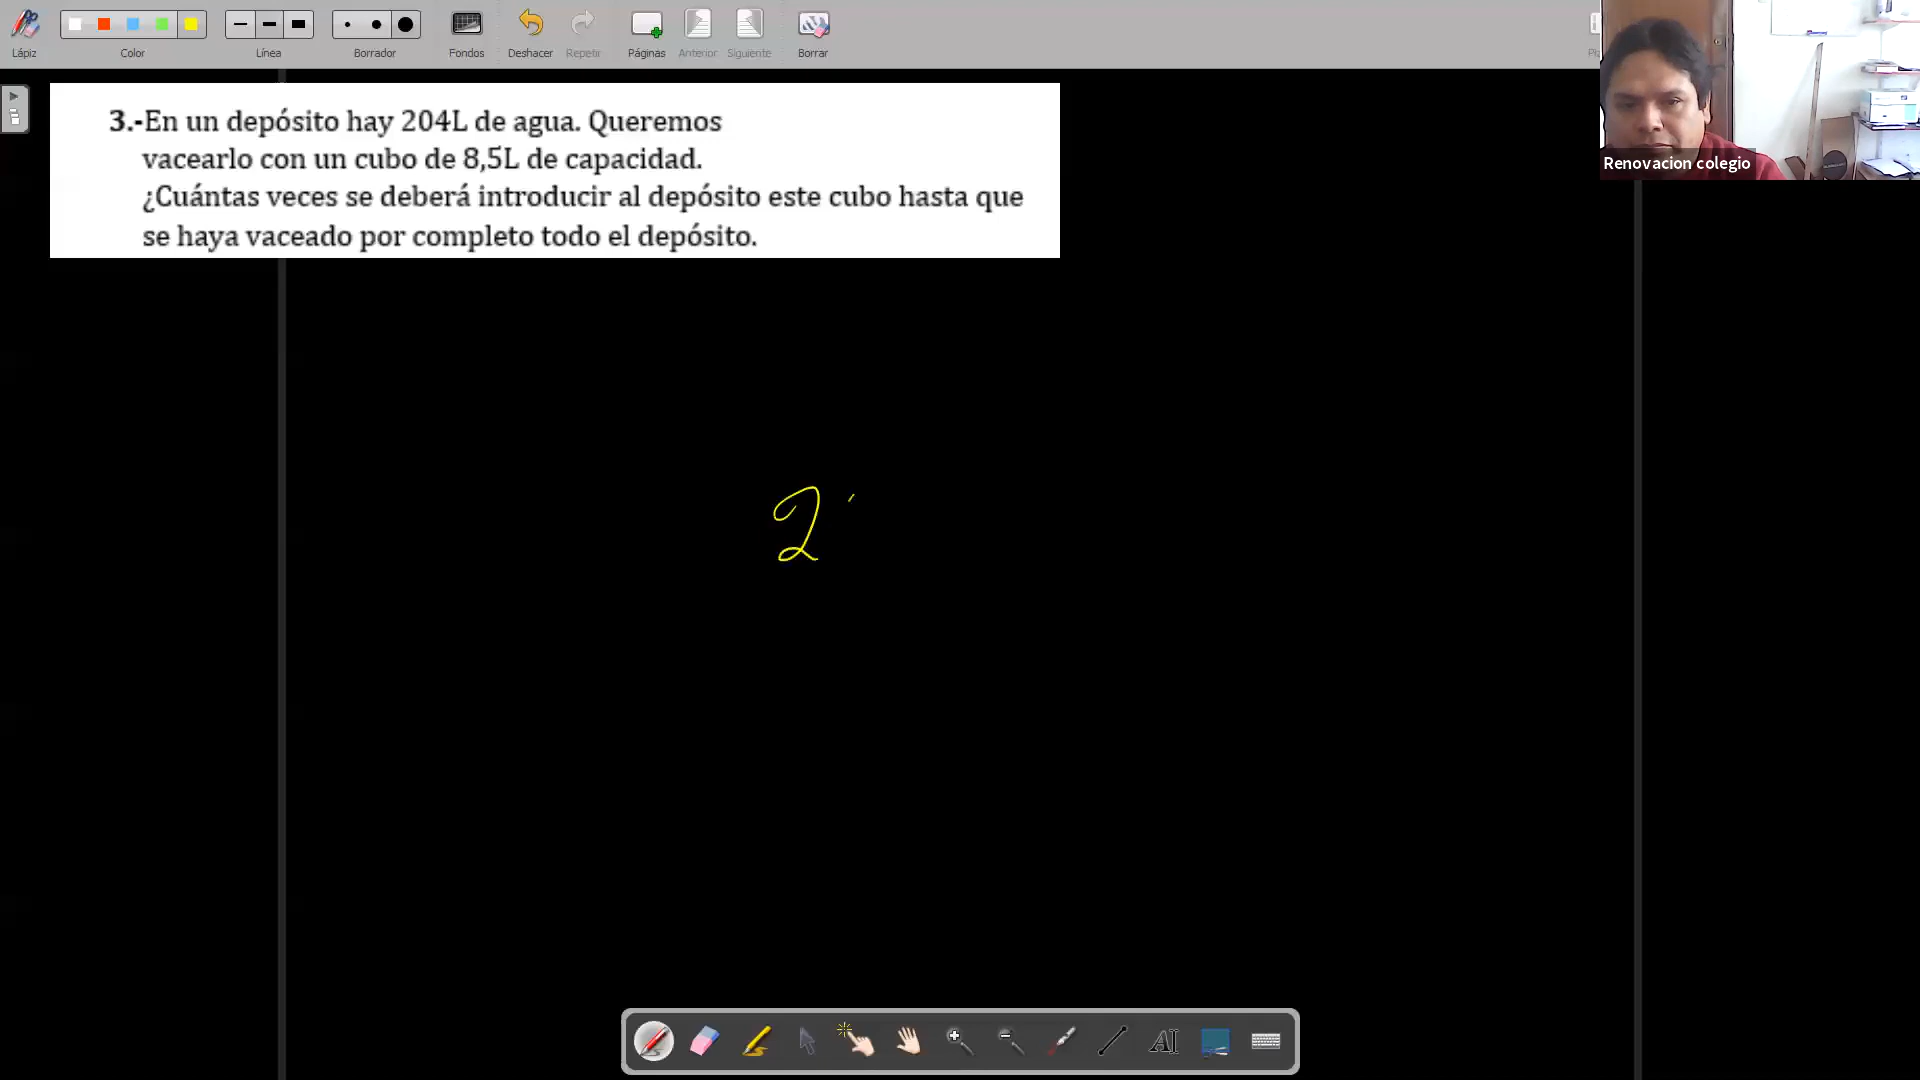 Lápiz
Color
Línea
Borrador
Fondos
Deshacer
Repetir
Páginas
Anterior
Siguiente
Borrar
Renovacion colegio
3.-En un depósito hay 204L de agua. Queremos
vacearlo con un cubo de 8,5L de capacidad.
¿Cuántas veces se deberá introducir al depósito este cubo hasta que
se haya vaceado por completo todo el depósito.
2
AI